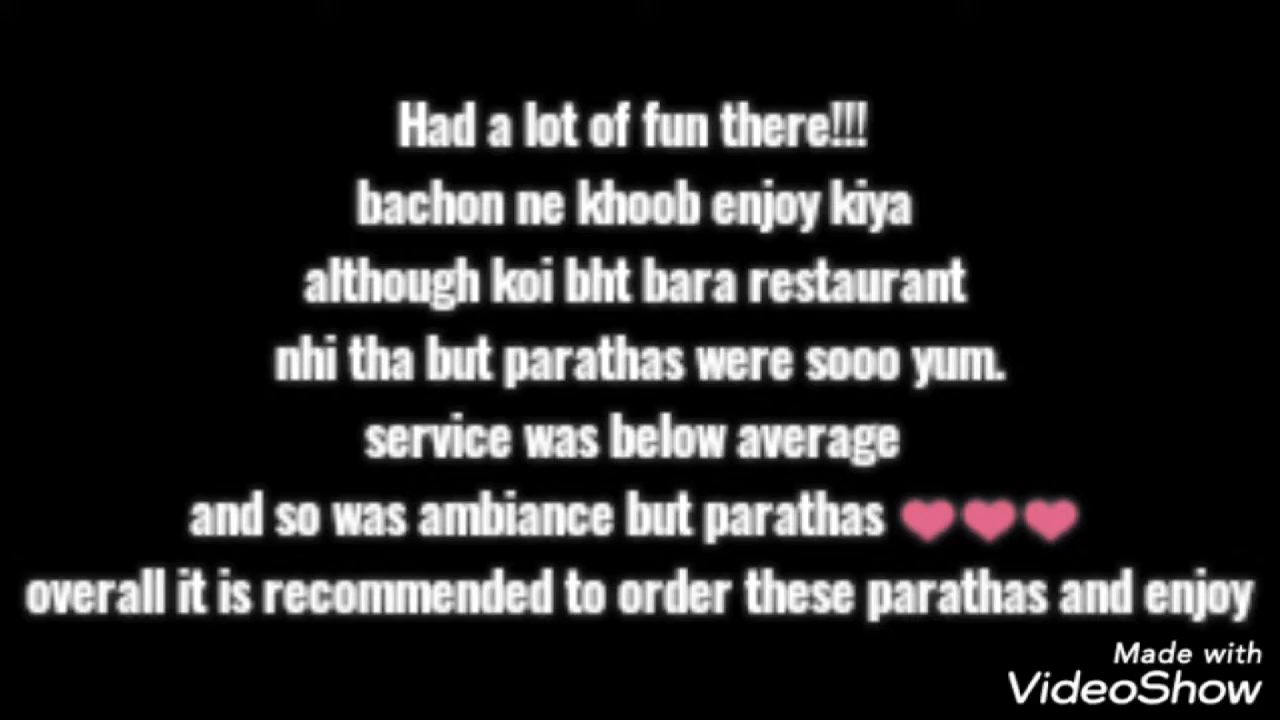 Had a lot of fun there!!!
bachon ne khoob enjoy kiya
although koi bht bara restaurant
nhi tha but parathas were sooo yum.
service was below average
and so was ambiance but parathas 💗💗💗
overall it is recommended to order these parathas and enjoy
Made with
VideoShow